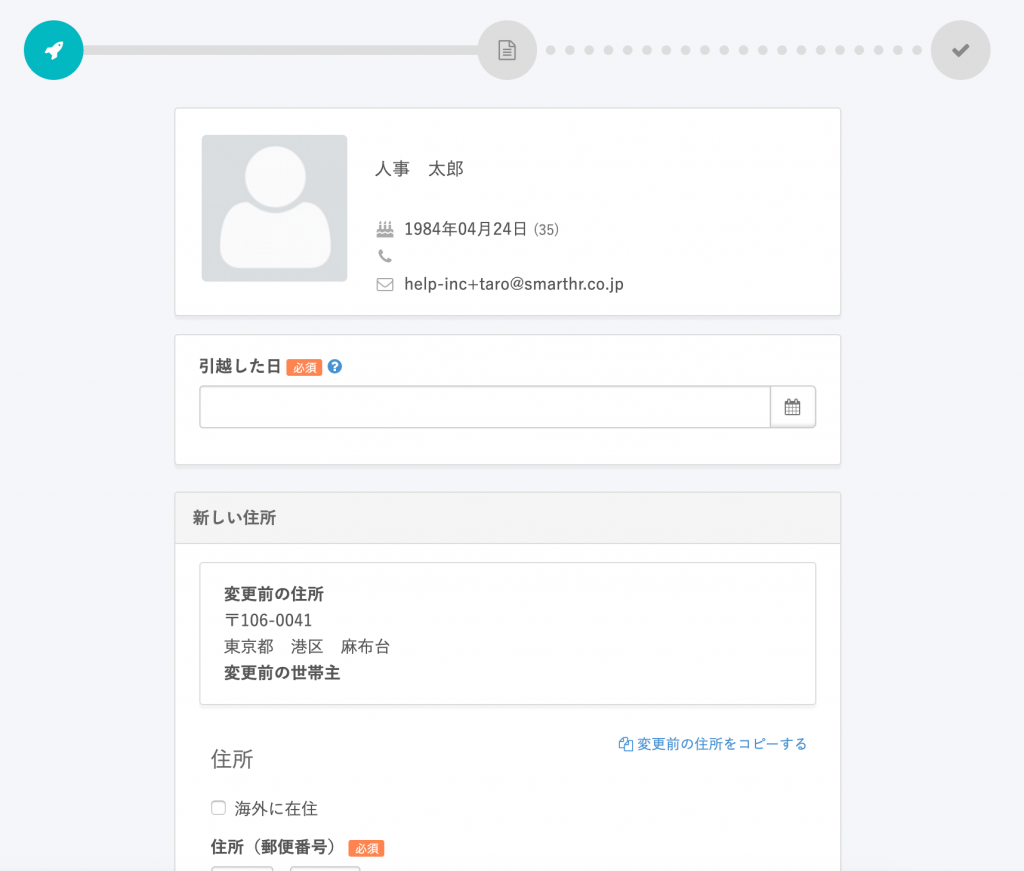 人事　太郎
1984年04月24日 (35)
help-inc+taro@smarthr.co.jp
引越した日 必須 ?
新しい住所
変更前の住所
〒106-0041
東京都　港区　麻布台
変更前の世帯主
変更前の住所をコピーする
住所
海外に在住
住所（郵便番号） 必須